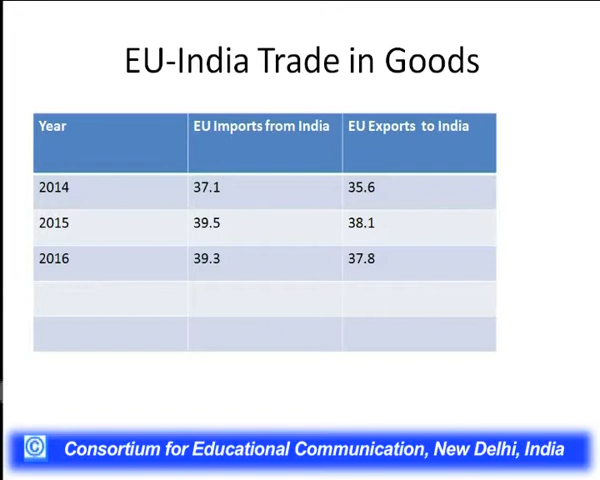 EU-India Trade in Goods
Year EU Imports from India EU Exports to India
2014 37.1 35.6
2015 39.5 38.1
2016 39.3 37.8
© Consortium for Educational Communication, New Delhi, India